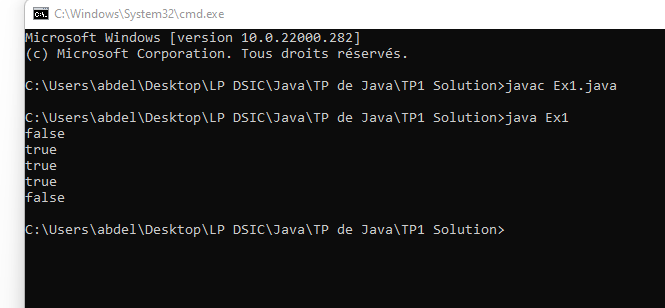 C:\Windows\System32\cmd.exe
Microsoft Windows [version 10.0.22000.282]
(c) Microsoft Corporation. Tous droits réservés.
C:\Users\abdel\Desktop\LP DSIC\Java\TP de Java\TP1 Solution>javac Ex1.java
C:\Users\abdel\Desktop\LP DSIC\Java\TP de Java\TP1 Solution>java Ex1
false
true
true
true
false
C:\Users\abdel\Desktop\LP DSIC\Java\TP de Java\TP1 Solution>